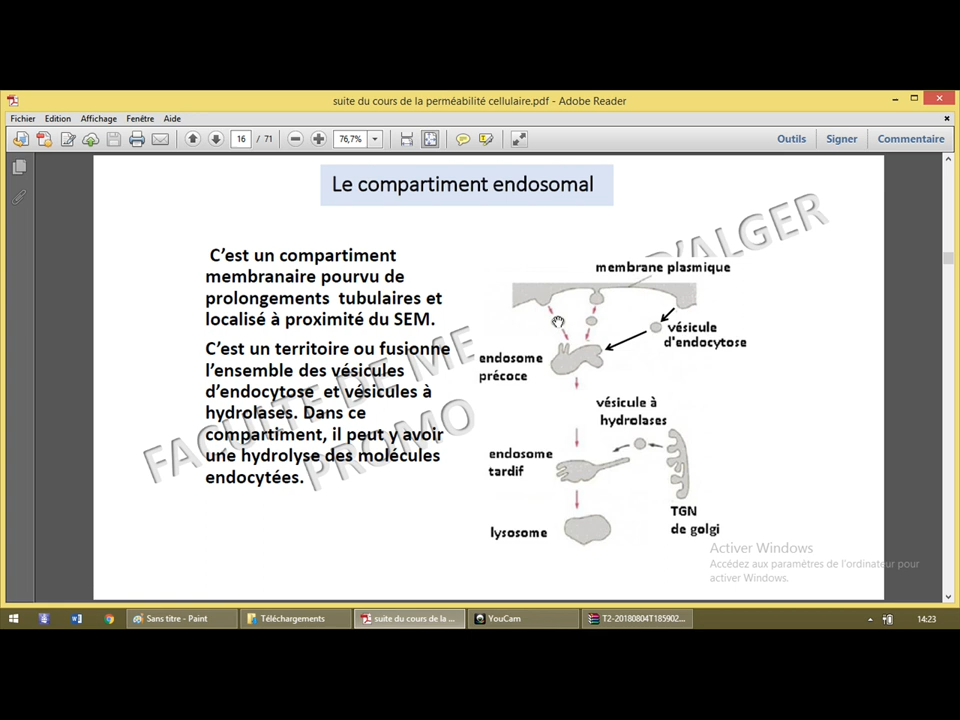 suite du cours de la perméabilité cellulaire.pdf - Adobe Reader
Fichier Edition Affichage Fenêtre Aide
16 / 71 76,7% Outils Signer Commentaire
Le compartiment endosomal
C'est un compartiment
membranaire pourvu de
prolongements tubulaires et
localisé à proximité du SEM.
C'est un territoire ou fusionne
l'ensemble des vésicules
d'endocytose et vésicules à
hydrolases. Dans ce
compartiment, il peut y avoir
une hydrolyse des molécules
endocytées.
D'ALGER
FACULTE DE ME
PROMO
membrane plasmique
vésicule
d'endocytose
endosome
précoce
vésicule à
hydrolases
endosome
tardif
TGN
de golgi
lysosome
Activer Windows
Accédez aux paramètres de l'ordinateur pour
activer Windows.
Sans titre - Paint Téléchargements suite du cours de la ... YouCam T2-20180804T185902... 14:23